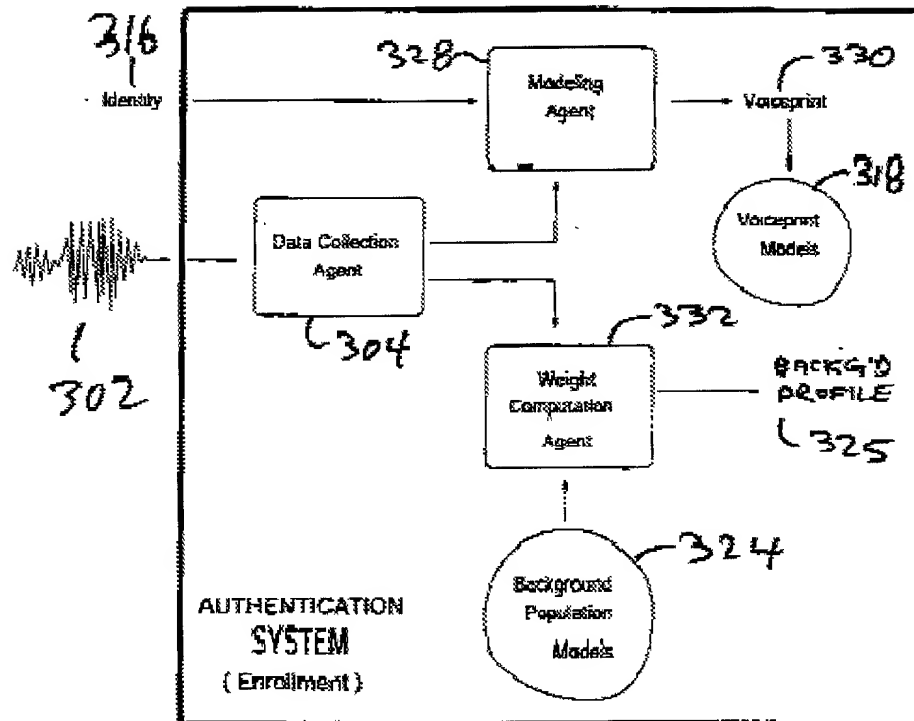 316
Identity
328
Modeling
Agent
330
Voiceprint
318
Voiceprint
Models
Data Collection
Agent
304
302
332
Weight
Computation
Agent
BACKG'D
PROFILE
325
324
Background
Population
Models
AUTHENTICATION
SYSTEM
( Enrollment )